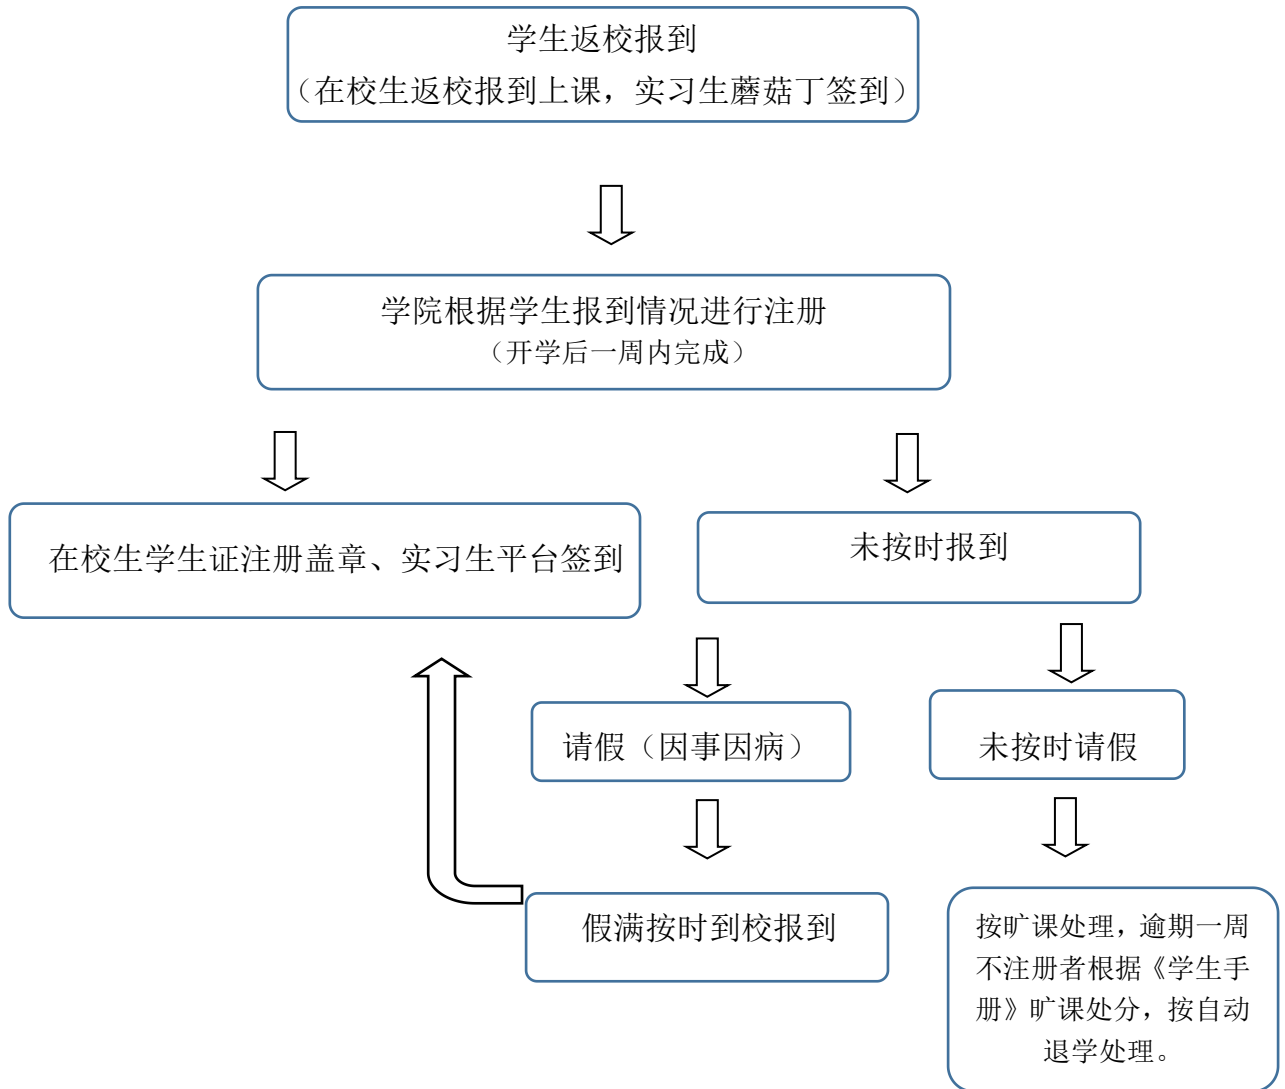 学生返校报到
（在校生返校报到上课，实习生蘑菇丁签到）
学院根据学生报到情况进行注册
（开学后一周内完成）
在校生学生证注册盖章、实习生平台签到
未按时报到
请假（因事因病）
未按时请假
假满按时到校报到
按旷课处理，逾期一周
不注册者根据《学生手
册》旷课处分，按自动
退学处理。